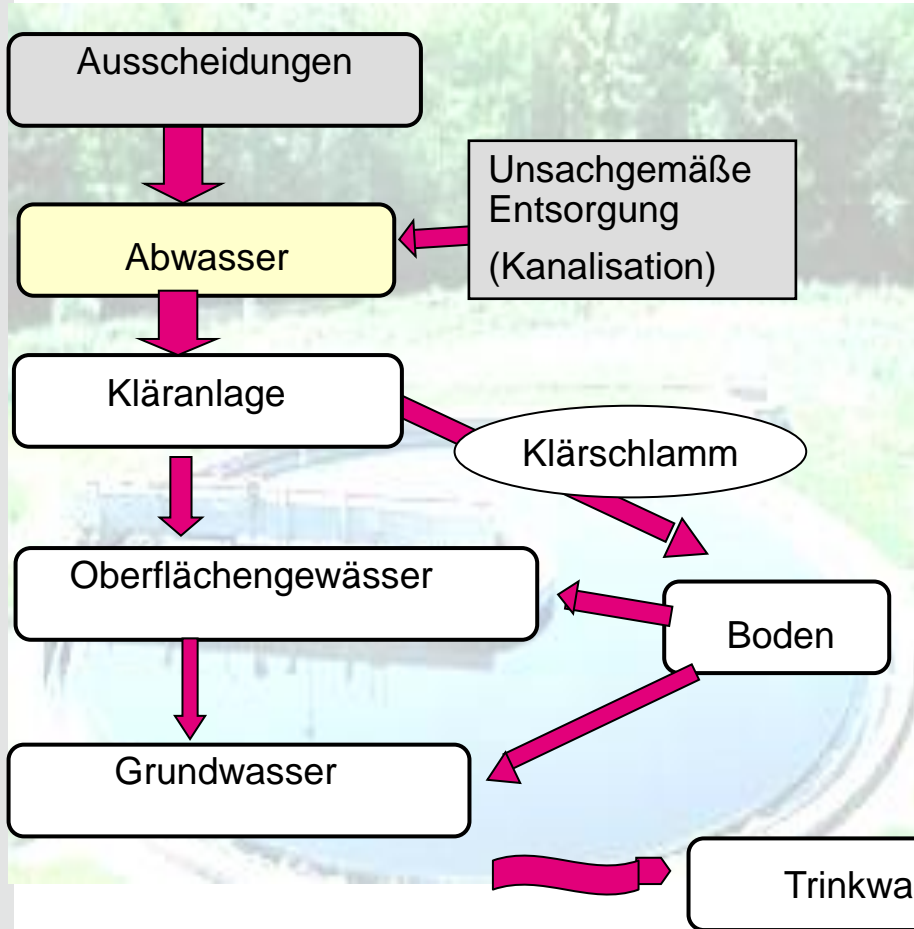 Ausscheidungen
Unsachgemäße
Entsorgung
(Kanalisation)
Abwasser
Kläranlage
Klärschlamm
Oberflächengewässer
Boden
Grundwasser
Trinkwa